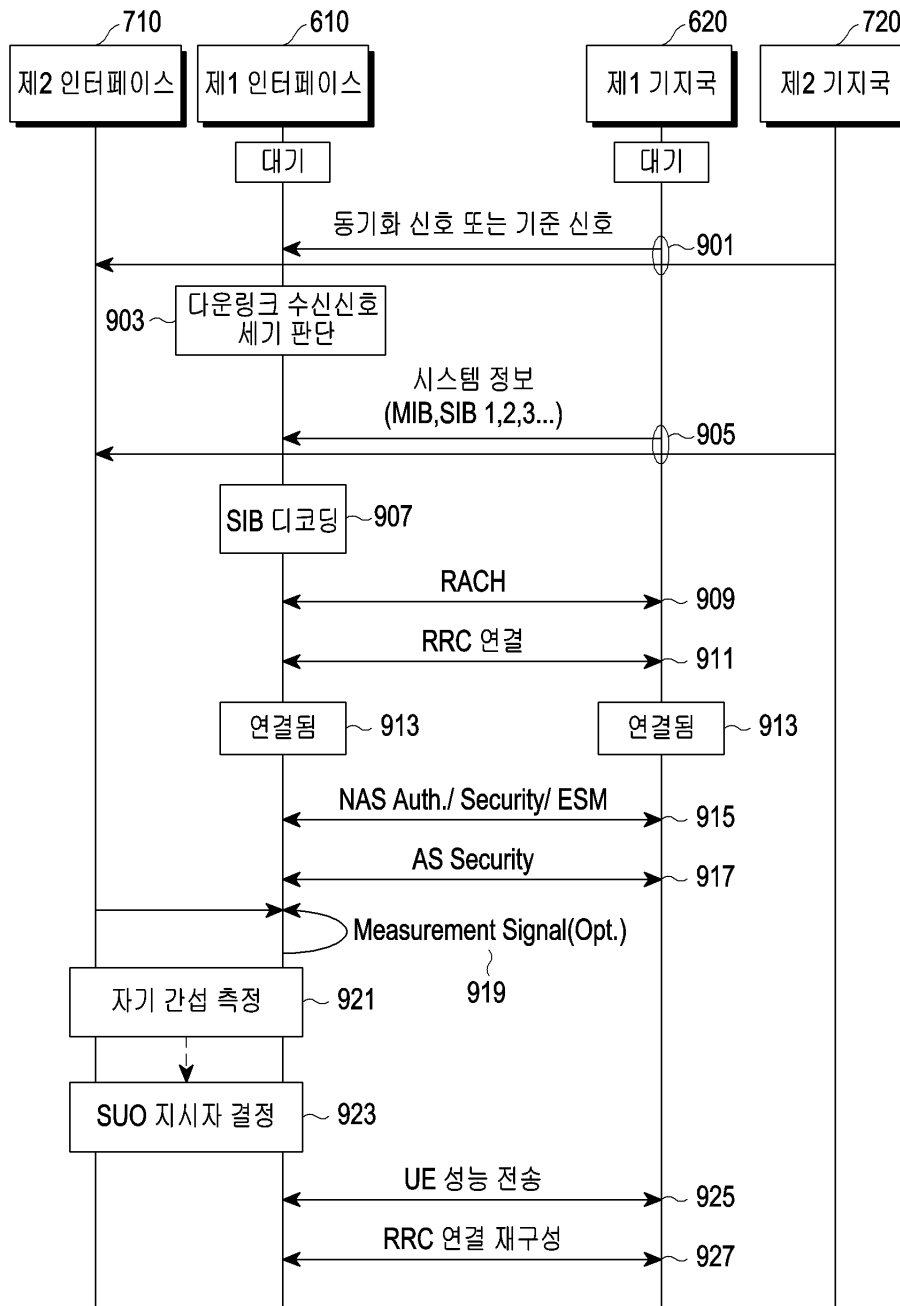 710
610
620
720
제2 인터페이스
제1 인터페이스
제1 기지국
제2 기지국
대기
대기
동기화 신호 또는 기준 신호
901
903
다운링크 수신신호
세기 판단
시스템 정보
(MIB,SIB 1,2,3...)
905
SIB 디코딩
907
RACH
909
RRC 연결
911
연결됨
913
연결됨
913
NAS Auth./ Security/ ESM
915
AS Security
917
Measurement Signal(Opt.)
919
자기 간섭 측정
921
SUO 지시자 결정
923
UE 성능 전송
925
RRC 연결 재구성
927